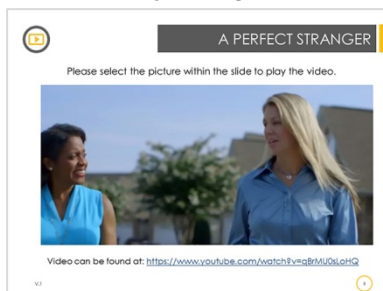 A PERFECT STRANGER
Please select the picture within the slide to play the video.
Video can be found at: https://www.youtube.com/watch?v=qBrMU0sLoHQ
V.1